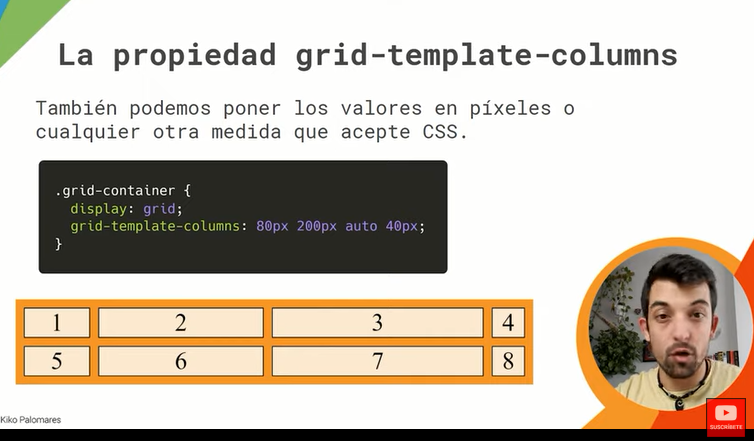 La propiedad grid-template-columns
También podemos poner los valores en píxeles o
cualquier otra medida que acepte CSS.
.grid-container {
  display: grid;
  grid-template-columns: 80px 200px auto 40px;
}
1 2 3 4
5 6 7 8
Kiko Palomares
SUSCRÍBETE